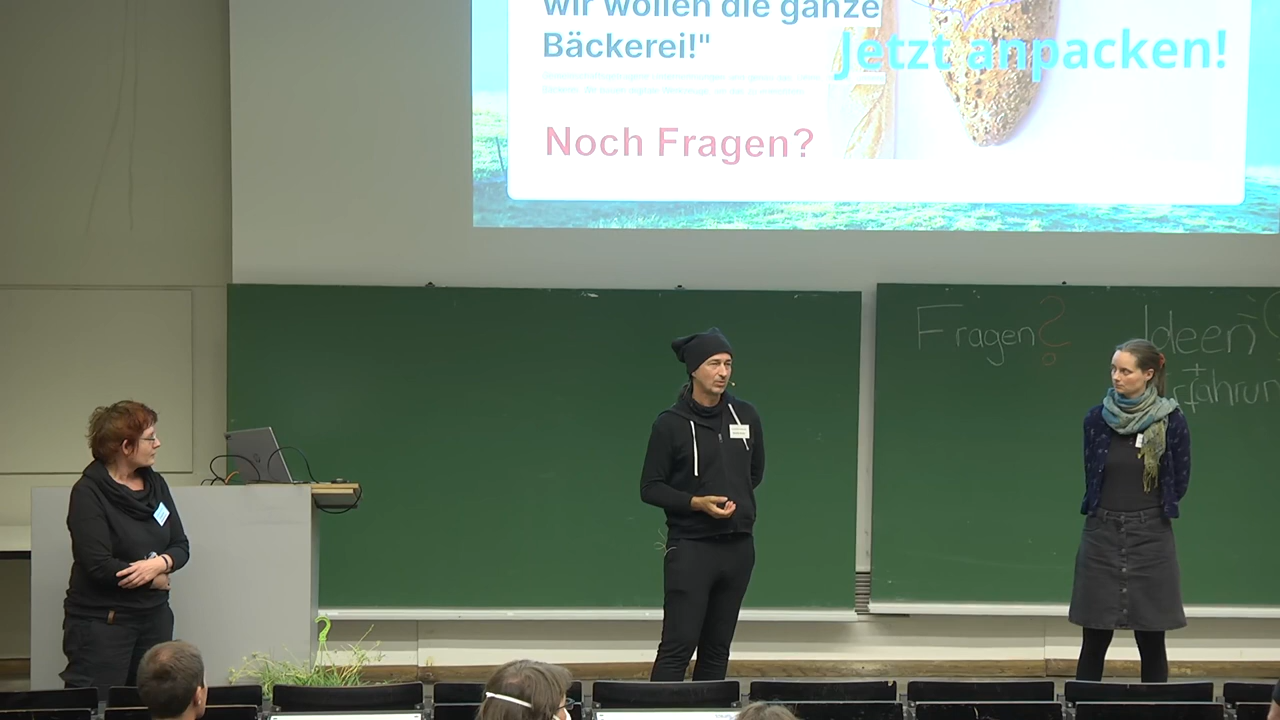 wir wollen die ganze
Bäckerei!"
Jetzt anpacken!
Noch Fragen?
Fragen?
Ideen
+